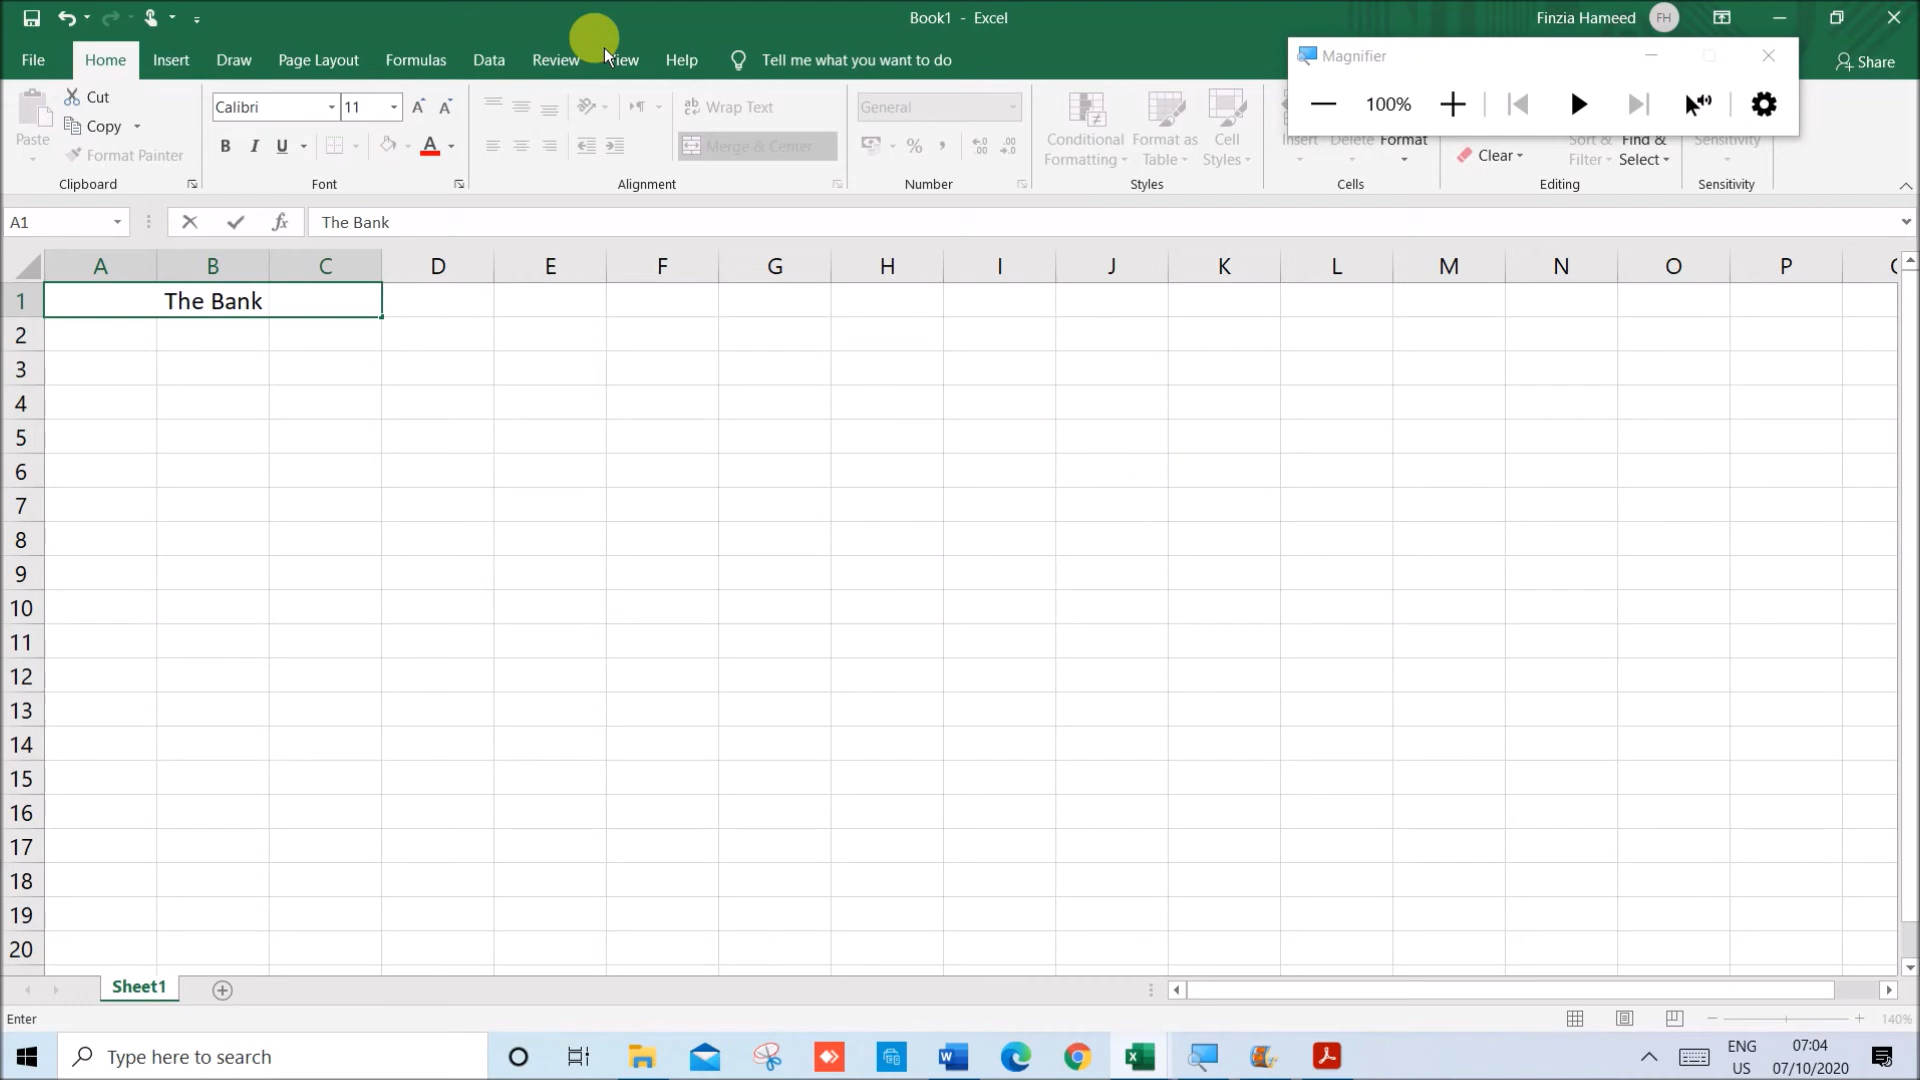 Book1 - Excel
Finzia Hameed
FH
File
Home
Insert
Draw
Page Layout
Formulas
Data
Review
Help
Tell me what you want to do
Share
Magnifier
100%
Paste
Cut
Copy
Format Painter
Clipboard
Calibri
11
B
I
U
A
Font
Wrap Text
Merge & Center
Alignment
General
%
Number
Conditional
Formatting
Format as
Table
Cell
Styles
Styles
Insert
Delete
Format
Cells
Clear
Sort &
Filter
Find &
Select
Editing
Sensitivity
Sensitivity
A1
fx
The Bank
A B C D E F G H I J K L M N O P
1 The Bank
2
3
4
5
6
7
8
9
10
11
12
13
14
15
16
17
18
19
20
Sheet1
Enter
140%
Type here to search
ENG
US
07:04
07/10/2020